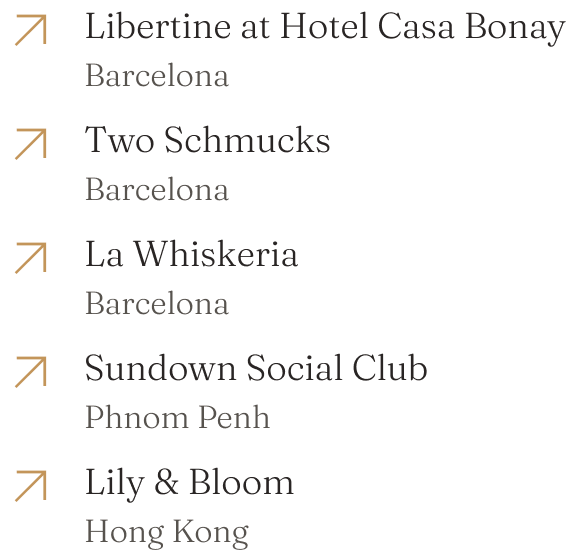 Libertine at Hotel Casa Bonay
Barcelona
Two Schmucks
Barcelona
La Whiskeria
Barcelona
Sundown Social Club
Phnom Penh
Lily & Bloom
Hong Kong